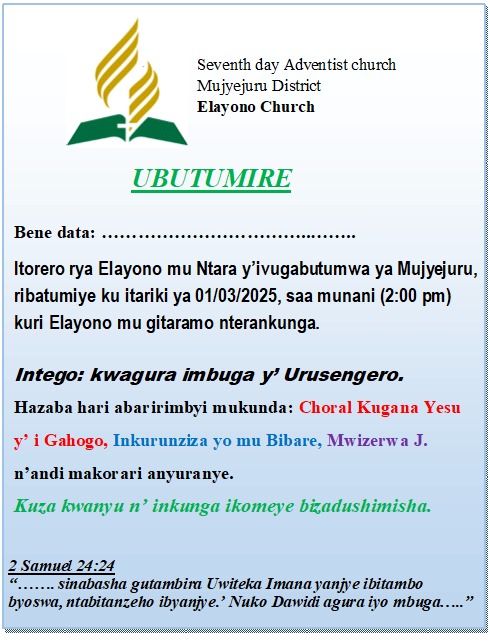 Seventh day Adventist church
Mujyejuru District
Elayono Church
UBUTUMIRE
Bene data: ……………………………...……..
Itorero rya Elayono mu Ntara y’ivugabutumwa ya Mujyejuru,
ribatumiye ku itariki ya 01/03/2025, saa munani (2:00 pm)
kuri Elayono mu gitaramo nterankunga.
Intego: kwagura imbuga y’ Urusengero.
Hazaba hari abaririmbyi mukunda: Choral Kugana Yesu
y’ i Gahogo, Inkurunziza yo mu Bibare, Mwizerwa J.
n’andi makorari anyuranye.
Kuza kwanyu n’ inkunga ikomeye bizadushimisha.
2 Samuel 24:24
“……. sinabasha gutambira Uwiteka Imana yanjye ibitambo
byoswa, ntabitanzeho ibyanjye.’ Nuko Dawidi agura iyo mbuga…..”